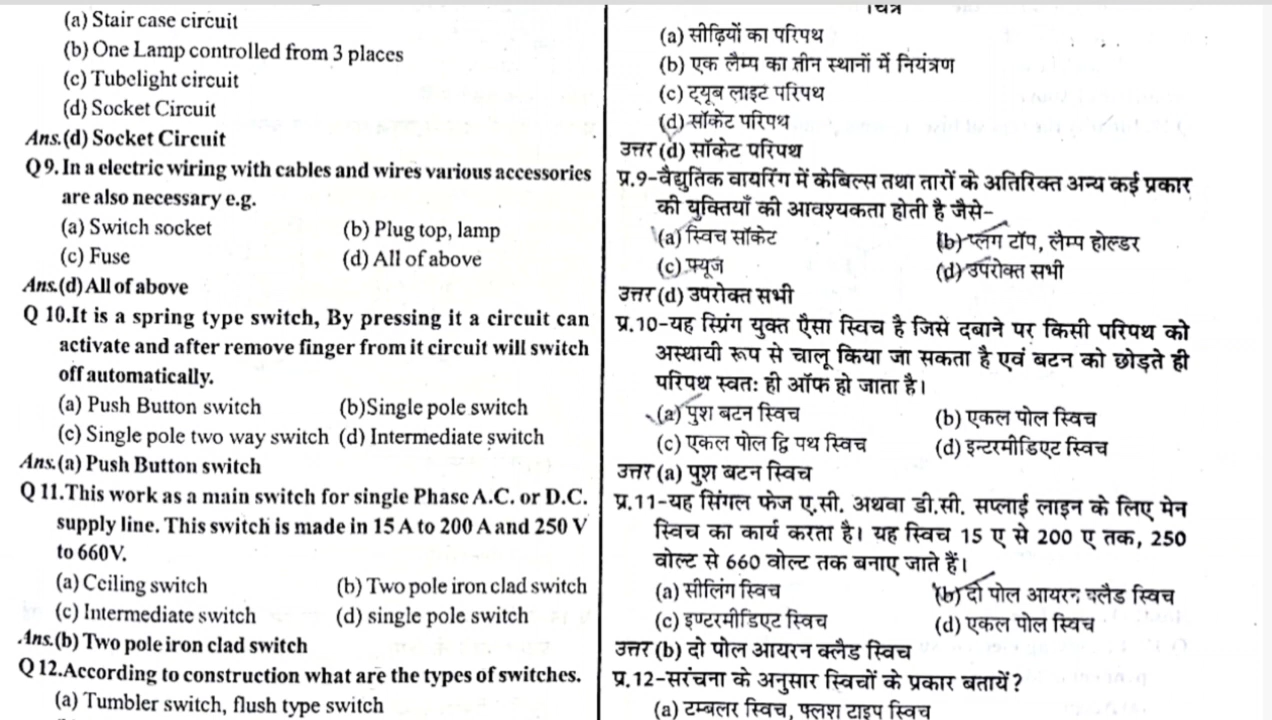 (a) Stair case circuit
(b) One Lamp controlled from 3 places
(c) Tubelight circuit
(d) Socket Circuit
Ans.(d) Socket Circuit
Q 9. In a electric wiring with cables and wires various accessories
are also necessary e.g.
(a) Switch socket (b) Plug top, lamp
(c) Fuse (d) All of above
Ans.(d) All of above
Q 10.It is a spring type switch, By pressing it a circuit can
activate and after remove finger from it circuit will switch
off automatically.
(a) Push Button switch (b)Single pole switch
(c) Single pole two way switch (d) Intermediate switch
Ans.(a) Push Button switch
Q 11.This work as a main switch for single Phase A.C. or D.C.
supply line. This switch is made in 15 A to 200 A and 250 V
to 660V.
(a) Ceiling switch (b) Two pole iron clad switch
(c) Intermediate switch (d) single pole switch
Ans.(b) Two pole iron clad switch
Q 12.According to construction what are the types of switches.
(a) Tumbler switch, flush type switch
चित्र
(a) सीढ़ियों का परिपथ
(b) एक लैम्प का तीन स्थानों में नियंत्रण
(c) ट्यूब लाइट परिपथ
(d) सॉकेट परिपथ
उत्तर (d) सॉकेट परिपथ
प्र.9-वैद्युतिक वायरिंग में केबिल्स तथा तारों के अतिरिक्त अन्य कई प्रकार
की युक्तियाँ की आवश्यकता होती है जैसे-
(a) स्विच सॉकेट (b) प्लग टॉप, लैम्प होल्डर
(c) फ्यूज (d) उपरोक्त सभी
उत्तर (d) उपरोक्त सभी
प्र.10-यह स्प्रिंग युक्त ऐसा स्विच है जिसे दबाने पर किसी परिपथ को
अस्थायी रूप से चालू किया जा सकता है एवं बटन को छोड़ते ही
परिपथ स्वत: ही ऑफ हो जाता है।
(a) पुश बटन स्विच (b) एकल पोल स्विच
(c) एकल पोल द्वि पथ स्विच (d) इन्टरमीडिएट स्विच
उत्तर (a) पुश बटन स्विच
प्र.11-यह सिंगल फेज ए.सी. अथवा डी.सी. सप्लाई लाइन के लिए मेन
स्विच का कार्य करता है। यह स्विच 15 ए से 200 ए तक, 250
वोल्ट से 660 वोल्ट तक बनाए जाते हैं।
(a) सीलिंग स्विच (b) दो पोल आयरन क्लैड स्विच
(c) इण्टरमीडिएट स्विच (d) एकल पोल स्विच
उत्तर (b) दो पोल आयरन क्लैड स्विच
प्र.12-सरंचना के अनुसार स्विचों के प्रकार बतायें?
(a) टम्बलर स्विच, फ्लश टाइप स्विच